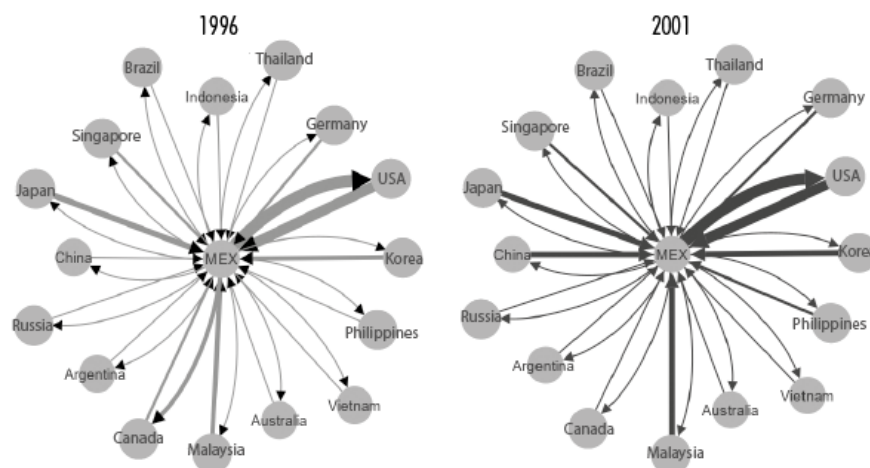 1996
Thailand
Brazil
Indonesia
Germany
Singapore
USA
Japan
China
MEX
Korea
Russia
Philippines
Argentina
Vietnam
Australia
Canada
Malaysia
2001
Thailand
Brazil
Indonesia
Germany
Singapore
USA
Japan
China
MEX
Korea
Russia
Philippines
Argentina
Vietnam
Australia
Canada
Malaysia